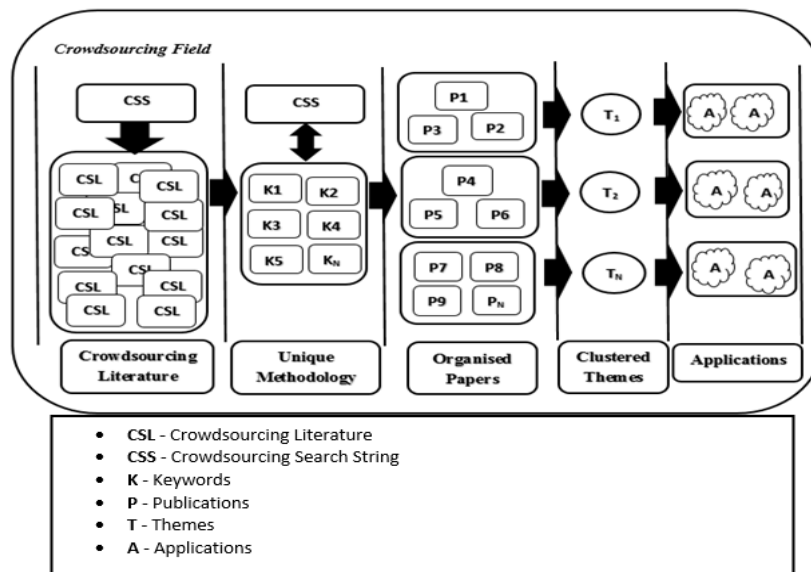 Crowdsourcing Field
CSS
CSS
P1
P3 P2
T1
A A
CSL CSL CSL
CSL SL CSL
CSL CSL CSL
CSL
CSL CSL
CSL CSL
K1 K2
K3 K4
K5 KN
P4
P5 P6
T2
A A
P7 P8
P9 PN
TN
A A
Crowdsourcing
Literature
Unique
Methodology
Organised
Papers
Clustered
Themes
Applications
• CSL - Crowdsourcing Literature
• CSS - Crowdsourcing Search String
• K - Keywords
• P - Publications
• T - Themes
• A - Applications